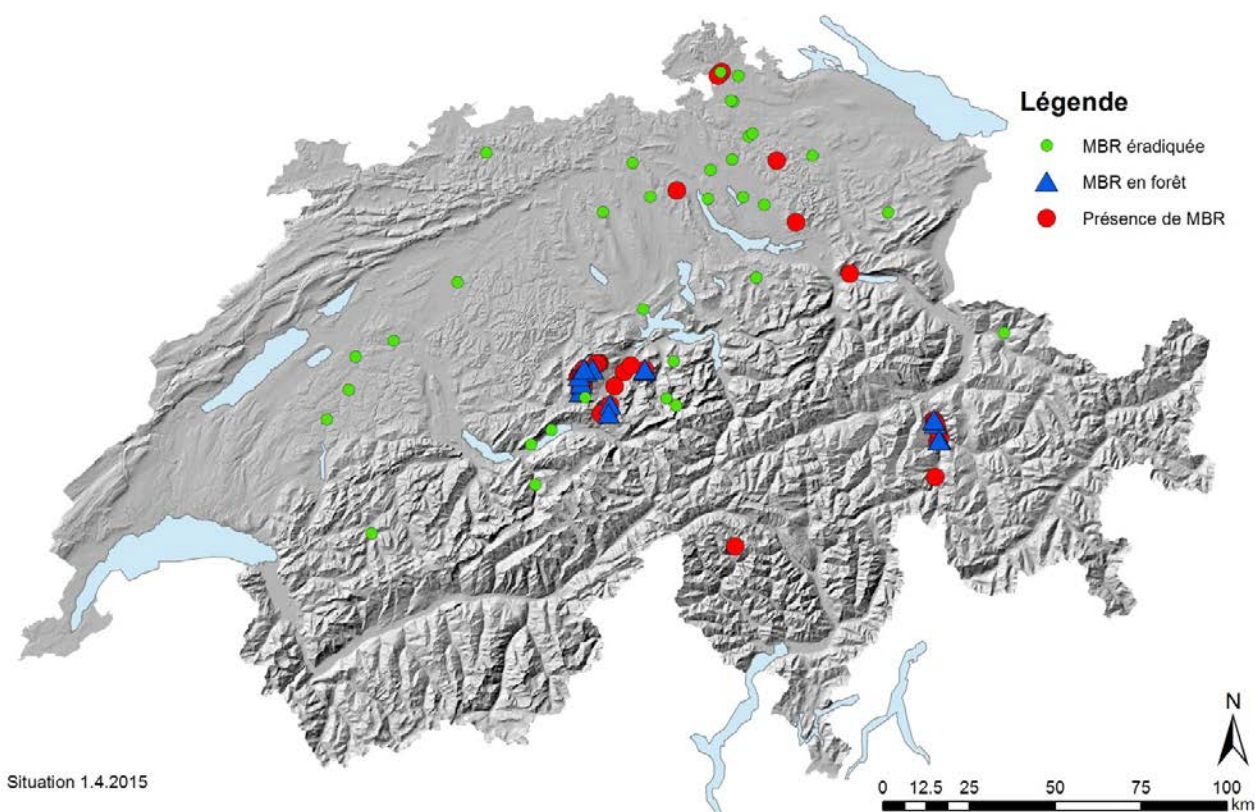 Légende
MBR éradiquée
MBR en forêt
Présence de MBR
N
Situation 1.4.2015
0 12.5 25 50 75 100
km